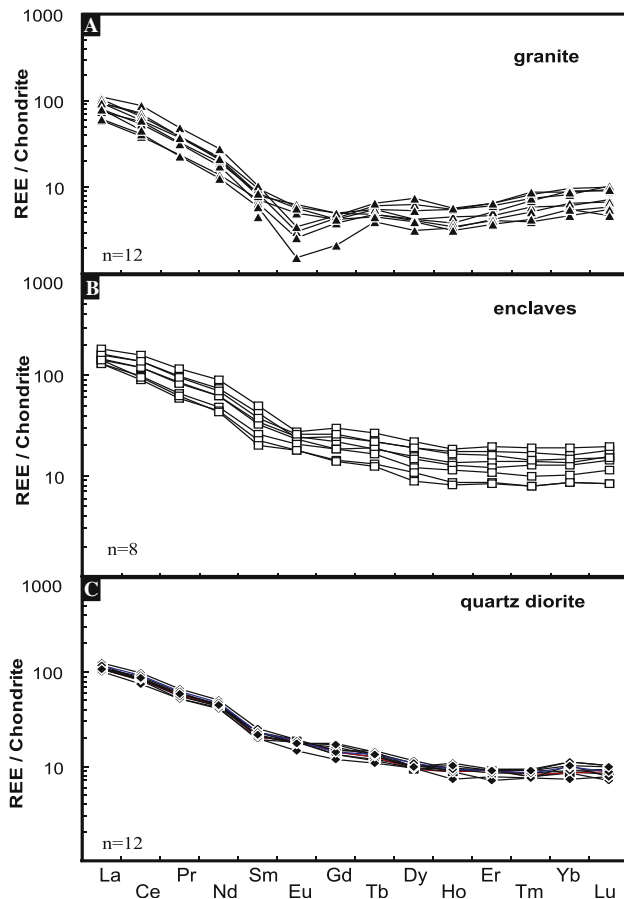 1000
A
granite
100
REE / Chondrite
10
n=12
1000
B
enclaves
100
REE / Chondrite
10
n=8
1000
C
quartz diorite
100
REE / Chondrite
10
n=12
La Pr Sm Gd Dy Er Yb
Ce Nd Eu Tb Ho Tm Lu